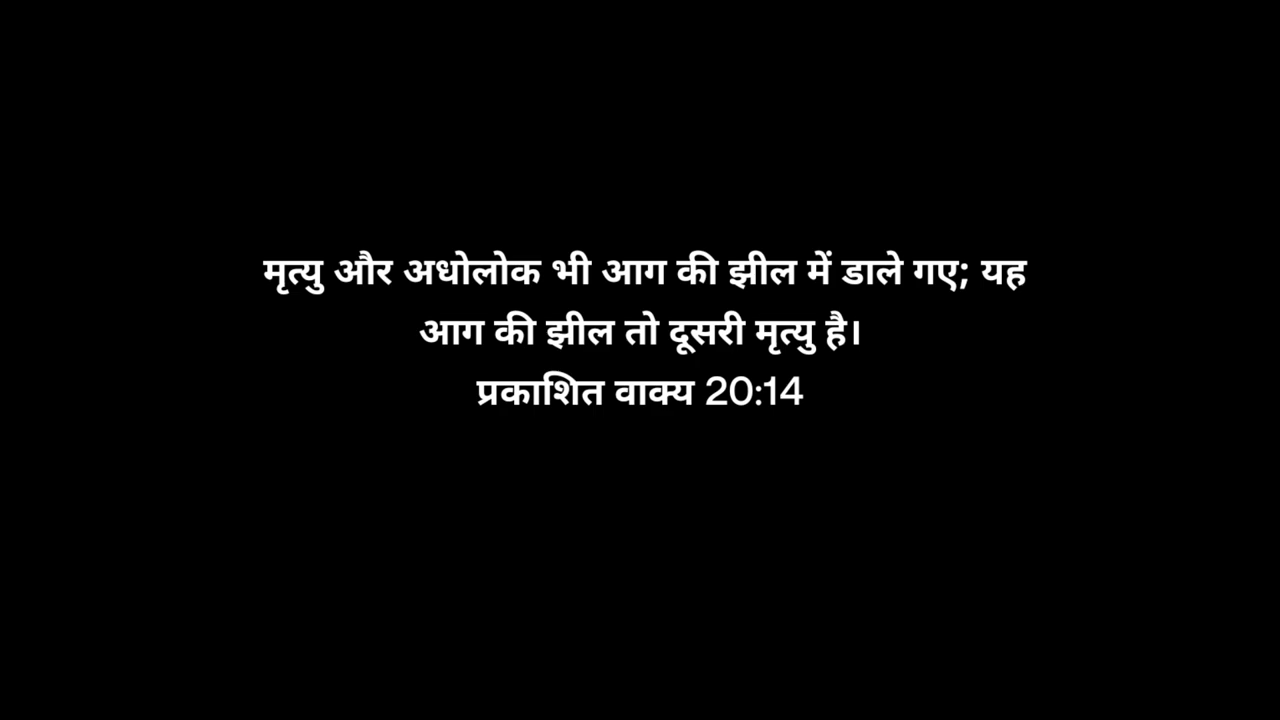 मृत्यु और अधोलोक भी आग की झील में डाले गए; यह
आग की झील तो दूसरी मृत्यु है।
प्रकाशित वाक्य 20:14